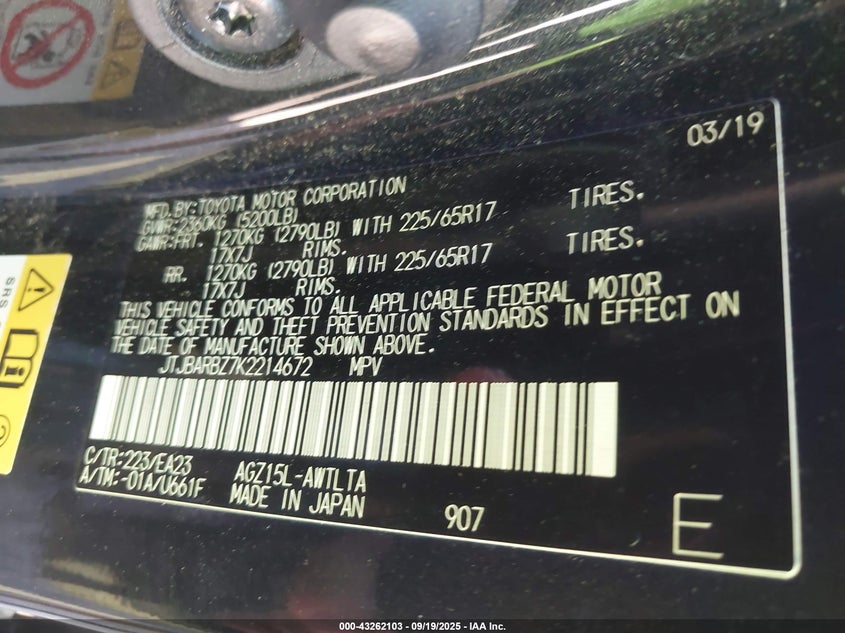 03/19
MFD.BY:TOYOTA MOTOR CORPORATION
GVWR:2360KG (5200LB)
GAWR:FRT. 1270KG (2790LB) WITH 225/65R17 TIRES.
17X7J RIMS.
RR. 1270KG (2790LB) WITH 225/65R17 TIRES.
17X7J RIMS.
THIS VEHICLE CONFORMS TO ALL APPLICABLE FEDERAL MOTOR
VEHICLE SAFETY AND THEFT PREVENTION STANDARDS IN EFFECT ON
THE DATE OF MANUFACTURE SHOWN ABOVE.
JTJBARBZ7K2214672 MPV
C/TR:223/EA23 AGZ15L-AWTLTA
A/TM:-01A/U661F MADE IN JAPAN
907
E
SRS
000-43262103 - 09/19/2025 - IAA Inc.